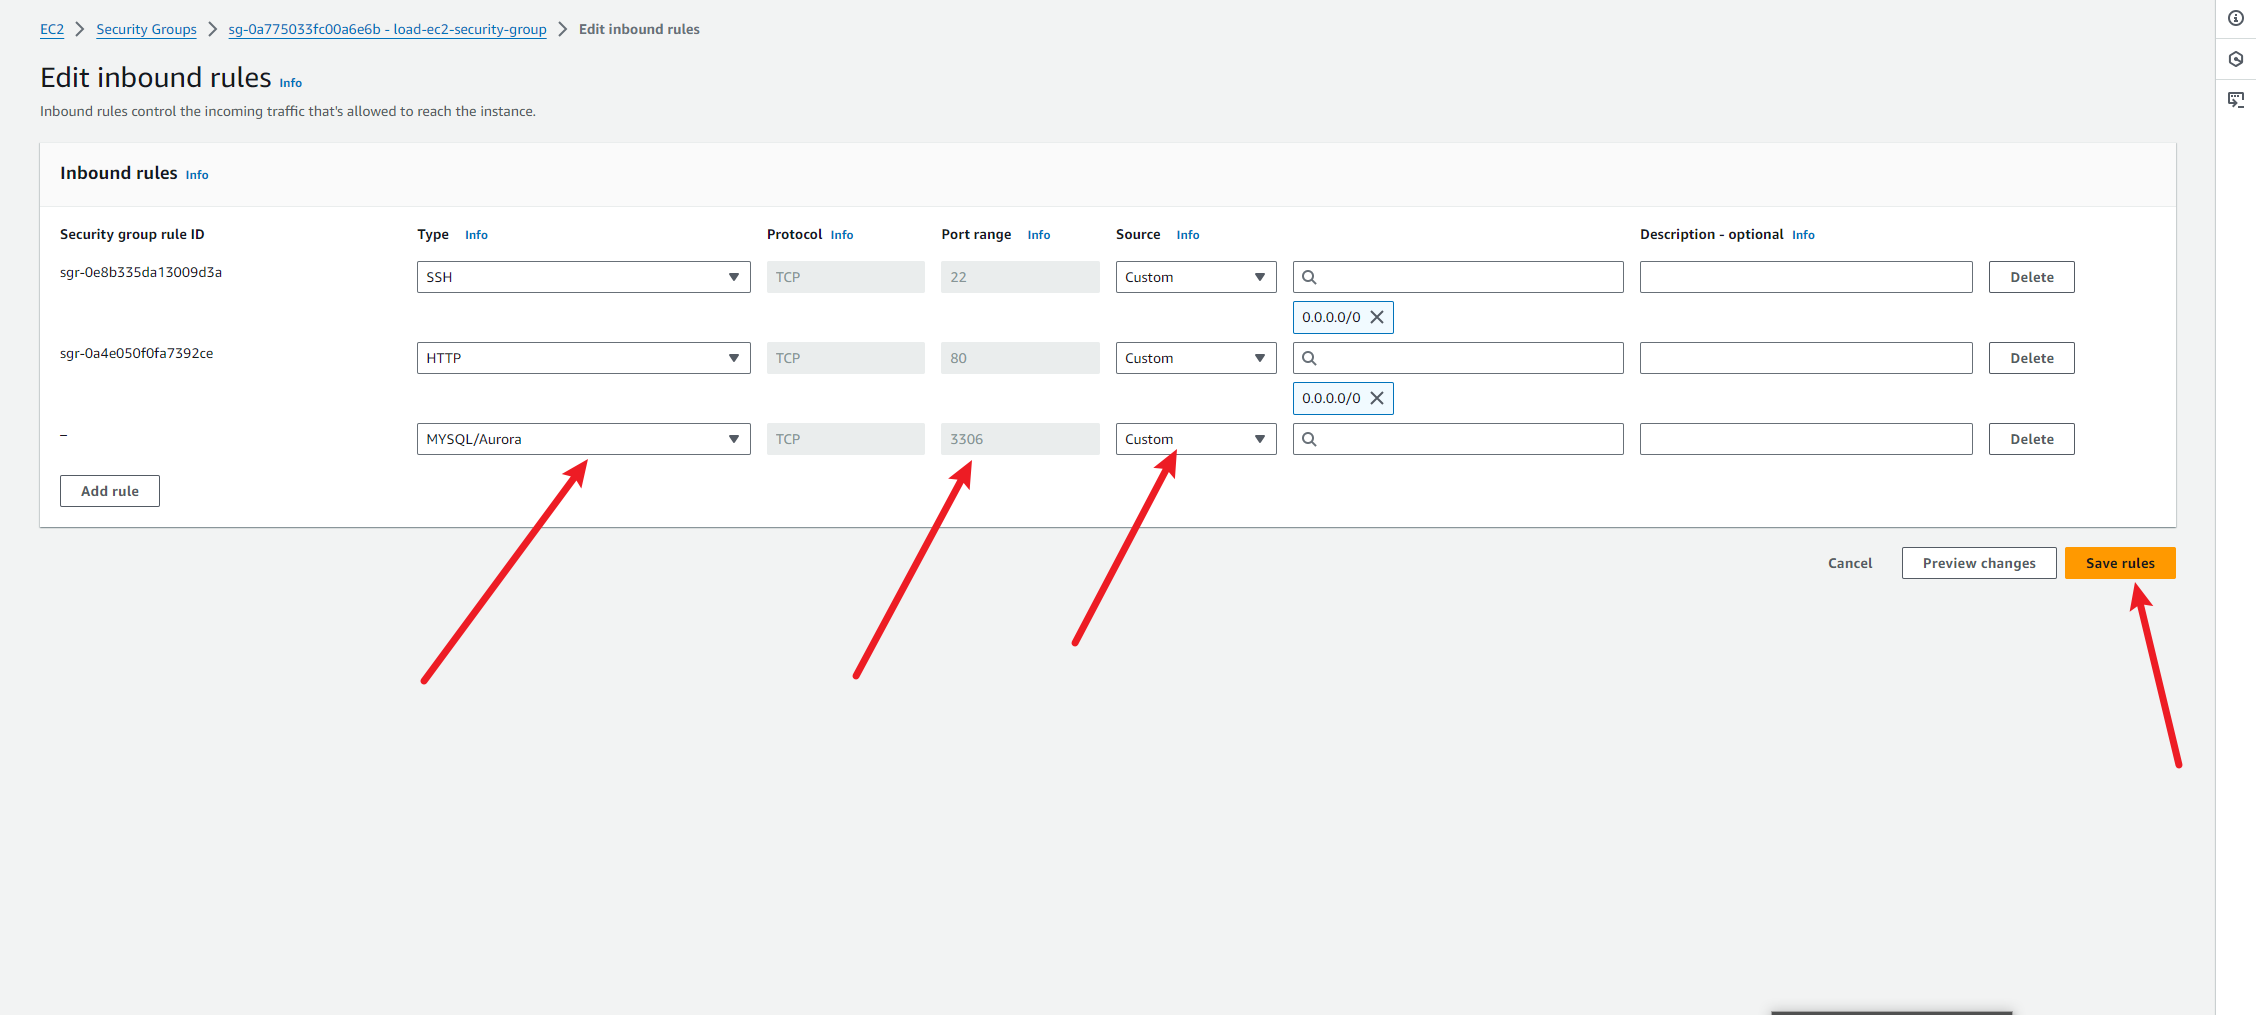 EC2 > Security Groups > sg-0a775033fc00a6e6b - load-ec2-security-group > Edit inbound rules
Edit inbound rules Info
Inbound rules control the incoming traffic that's allowed to reach the instance.
Inbound rules Info
Security group rule ID Type Info Protocol Info Port range Info Source Info Description - optional Info
sgr-0e8b335da13009d3a SSH TCP 22 Custom Delete
0.0.0.0/0
sgr-0a4e050f0fa7392ce HTTP TCP 80 Custom Delete
0.0.0.0/0
– MYSQL/Aurora TCP 3306 Custom Delete
Add rule
Cancel Preview changes Save rules